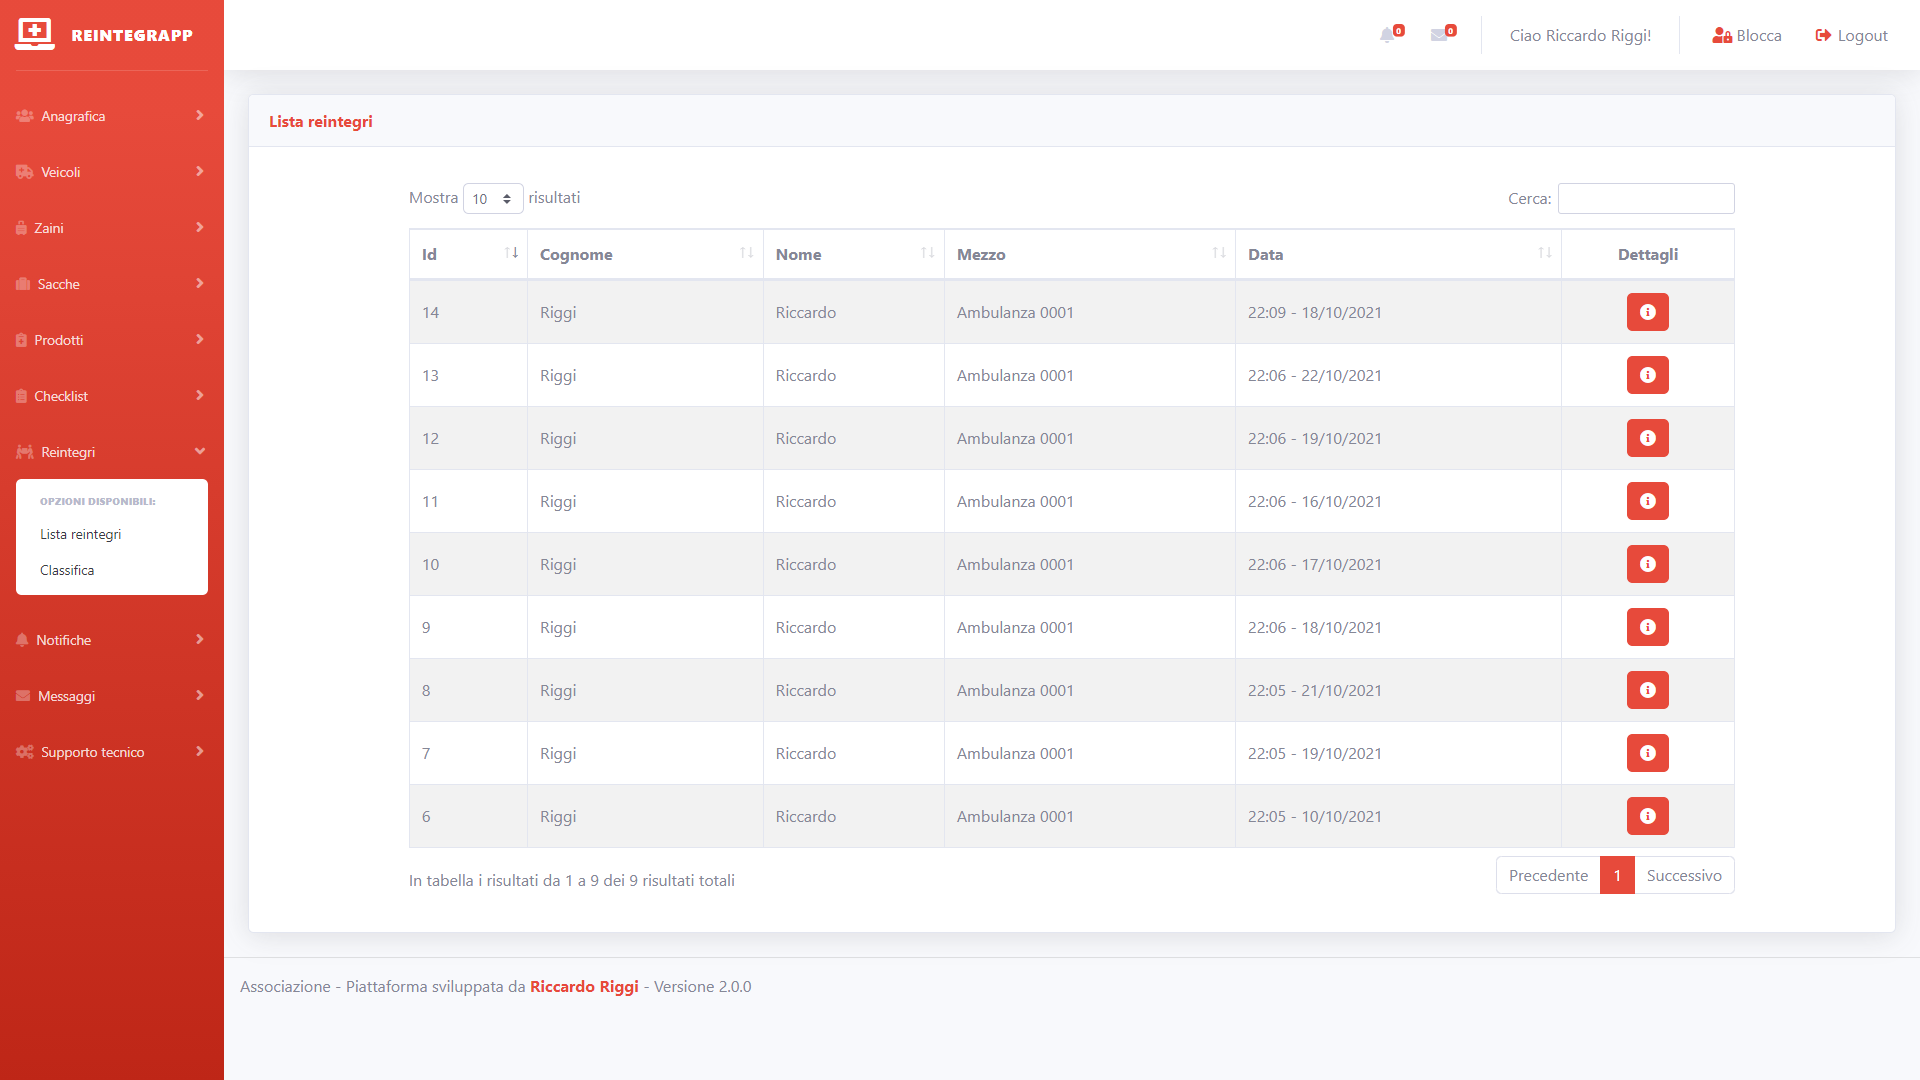 REINTEGRAPP
0
0
Ciao Riccardo Riggi!
Blocca
Logout
Anagrafica
Veicoli
Zaini
Sacche
Prodotti
Checklist
Reintegri
OPZIONI DISPONIBILI:
Lista reintegri
Classifica
Notifiche
Messaggi
Supporto tecnico
Lista reintegri
Mostra 10 risultati
Cerca:
Id Cognome Nome Mezzo Data Dettagli
14 Riggi Riccardo Ambulanza 0001 22:09 - 18/10/2021
13 Riggi Riccardo Ambulanza 0001 22:06 - 22/10/2021
12 Riggi Riccardo Ambulanza 0001 22:06 - 19/10/2021
11 Riggi Riccardo Ambulanza 0001 22:06 - 16/10/2021
10 Riggi Riccardo Ambulanza 0001 22:06 - 17/10/2021
9 Riggi Riccardo Ambulanza 0001 22:06 - 18/10/2021
8 Riggi Riccardo Ambulanza 0001 22:05 - 21/10/2021
7 Riggi Riccardo Ambulanza 0001 22:05 - 19/10/2021
6 Riggi Riccardo Ambulanza 0001 22:05 - 10/10/2021
In tabella i risultati da 1 a 9 dei 9 risultati totali
Precedente 1 Successivo
Associazione - Piattaforma sviluppata da Riccardo Riggi - Versione 2.0.0